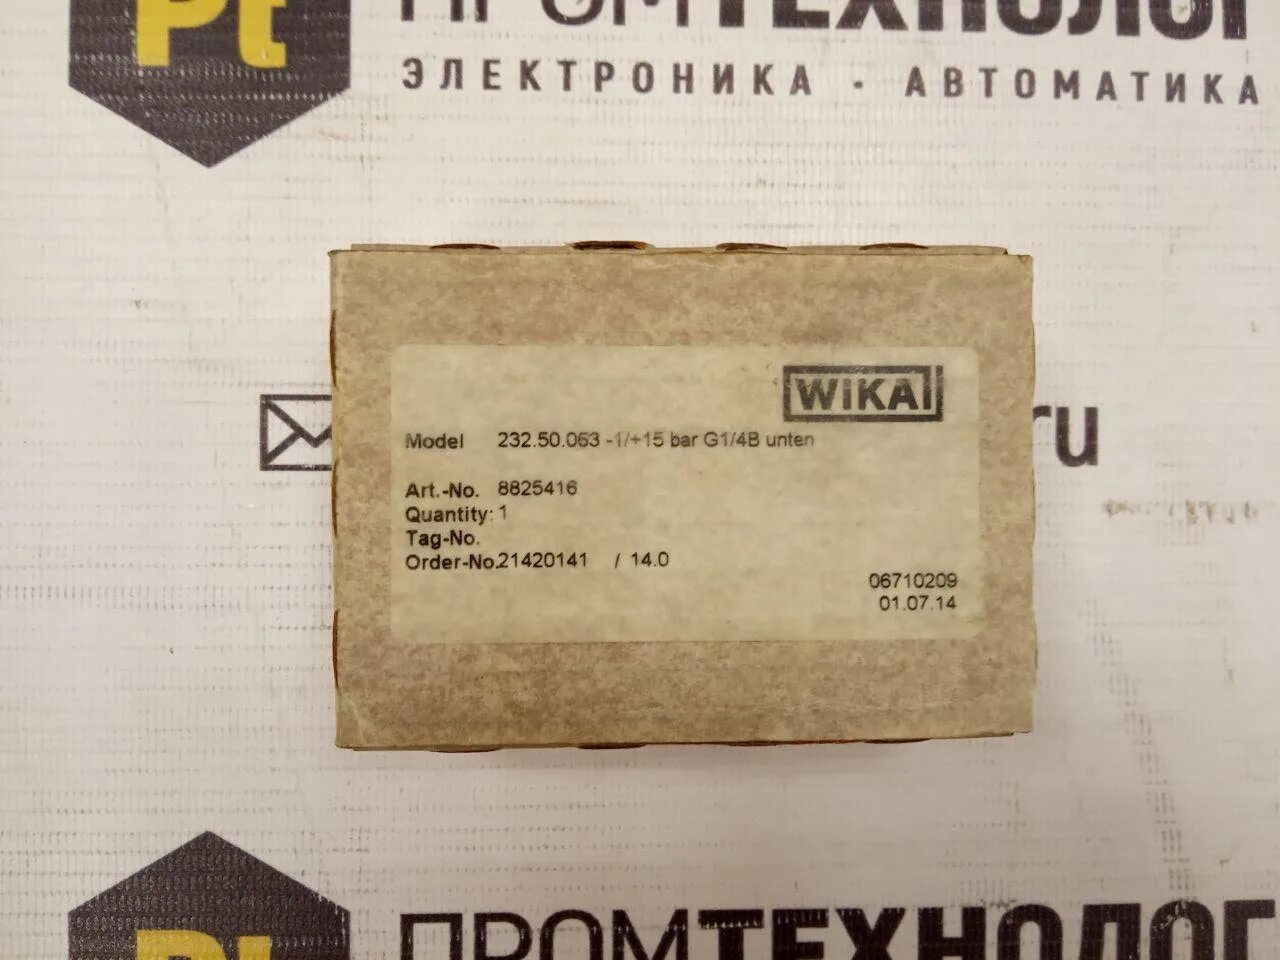 Pt
ПРОМТЕХНОЛОГ
ЭЛЕКТРОНИКА · АВТОМАТИКА
WIKA
Model 232.50.063 -1/+15 bar G1/4B unten
ru
Art.-No. 8825416
Quantity: 1
Tag-No.
Order-No. 21420141 / 14.0
06710209
01.07.14
Pt
ПРОМТЕХНОЛОГ